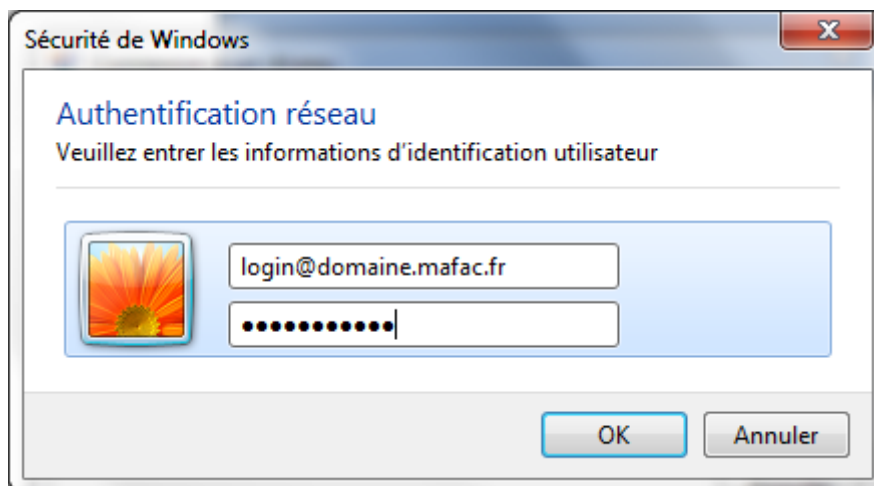 Sécurité de Windows
Authentification réseau
Veuillez entrer les informations d'identification utilisateur
login@domaine.mafac.fr
●●●●●●●●●●●
OK
Annuler